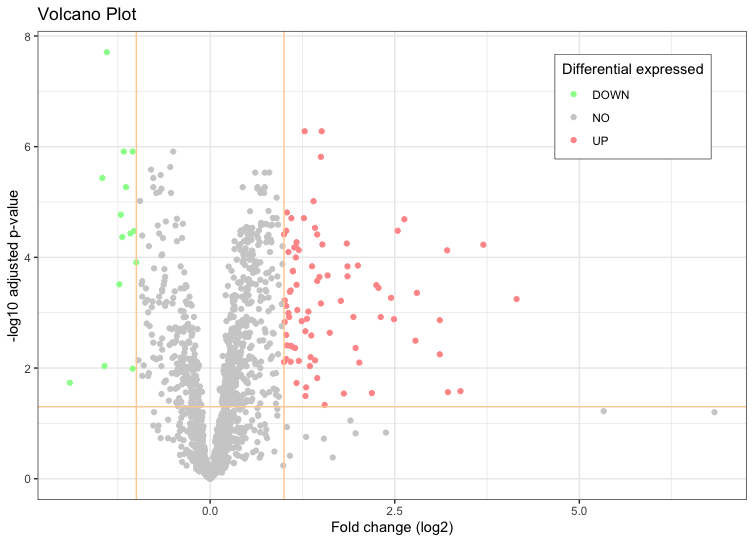 Volcano Plot
Differential expressed
DOWN
NO
UP
-log10 adjusted p-value
8
6
4
2
0
0.0
2.5
5.0
Fold change (log2)